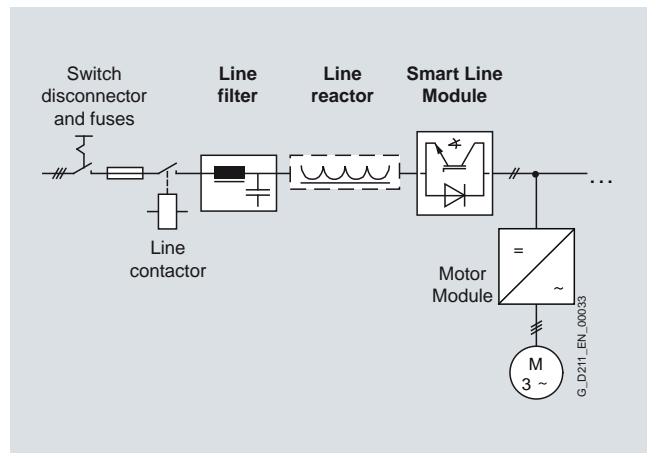 Switch
disconnector
and fuses
Line
filter
Line
reactor
Smart Line
Module
Line
contactor
...
=
~
Motor
Module
M
3 ~
G_D211_EN_00033